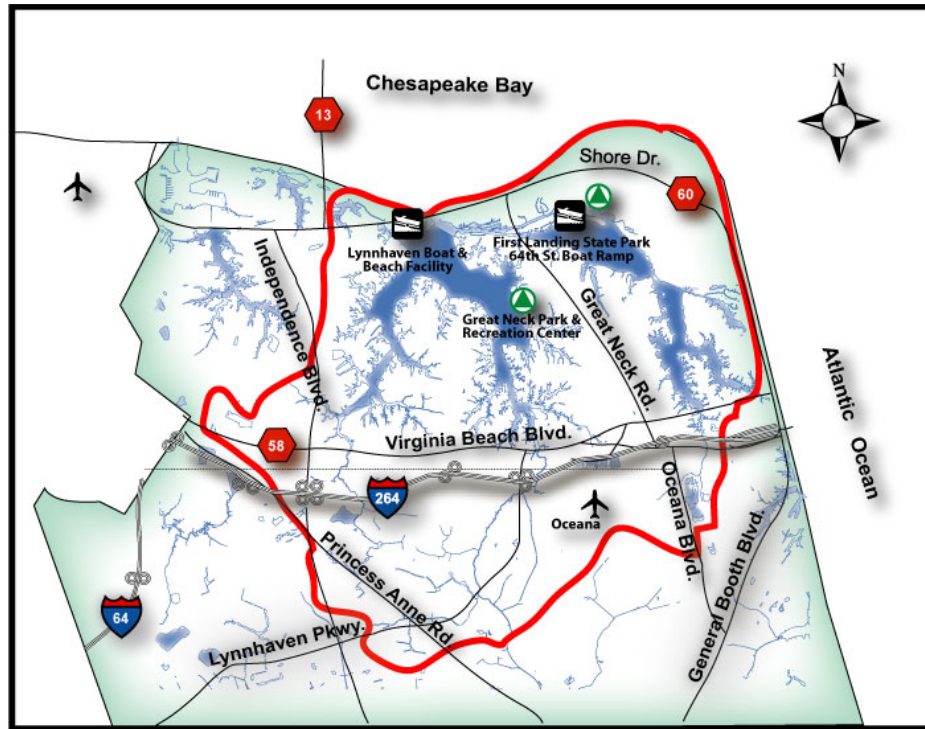 Chesapeake Bay
N
13
Shore Dr.
60
Lynnhaven Boat &
Beach Facility
First Landing State Park
64th St. Boat Ramp
Independence Blvd.
Great Neck Park &
Recreation Center
Great Neck Rd.
Atlantic Ocean
58
Virginia Beach Blvd.
264
Oceana
Oceana Blvd.
Princess Anne Rd.
General Booth Blvd.
64
Lynnhaven Pkwy.